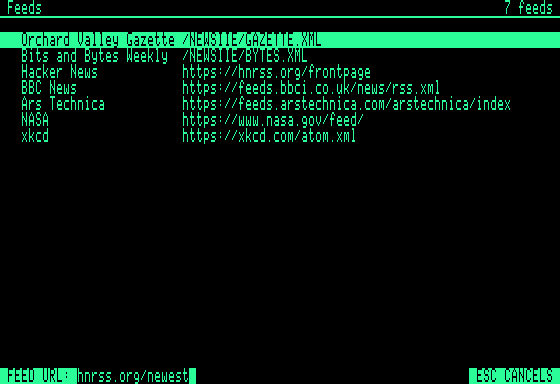 Feeds 7 feeds
Orchard Valley Gazette /NEWSIIE/GAZETTE.XML
Bits and Bytes Weekly /NEWSIIE/BYTES.XML
Hacker News https://hnrss.org/frontpage
BBC News https://feeds.bbci.co.uk/news/rss.xml
Ars Technica https://feeds.arstechnica.com/arstechnica/index
NASA https://www.nasa.gov/feed/
xkcd https://xkcd.com/atom.xml
FEED URL: hnrss.org/newest ESC CANCELS